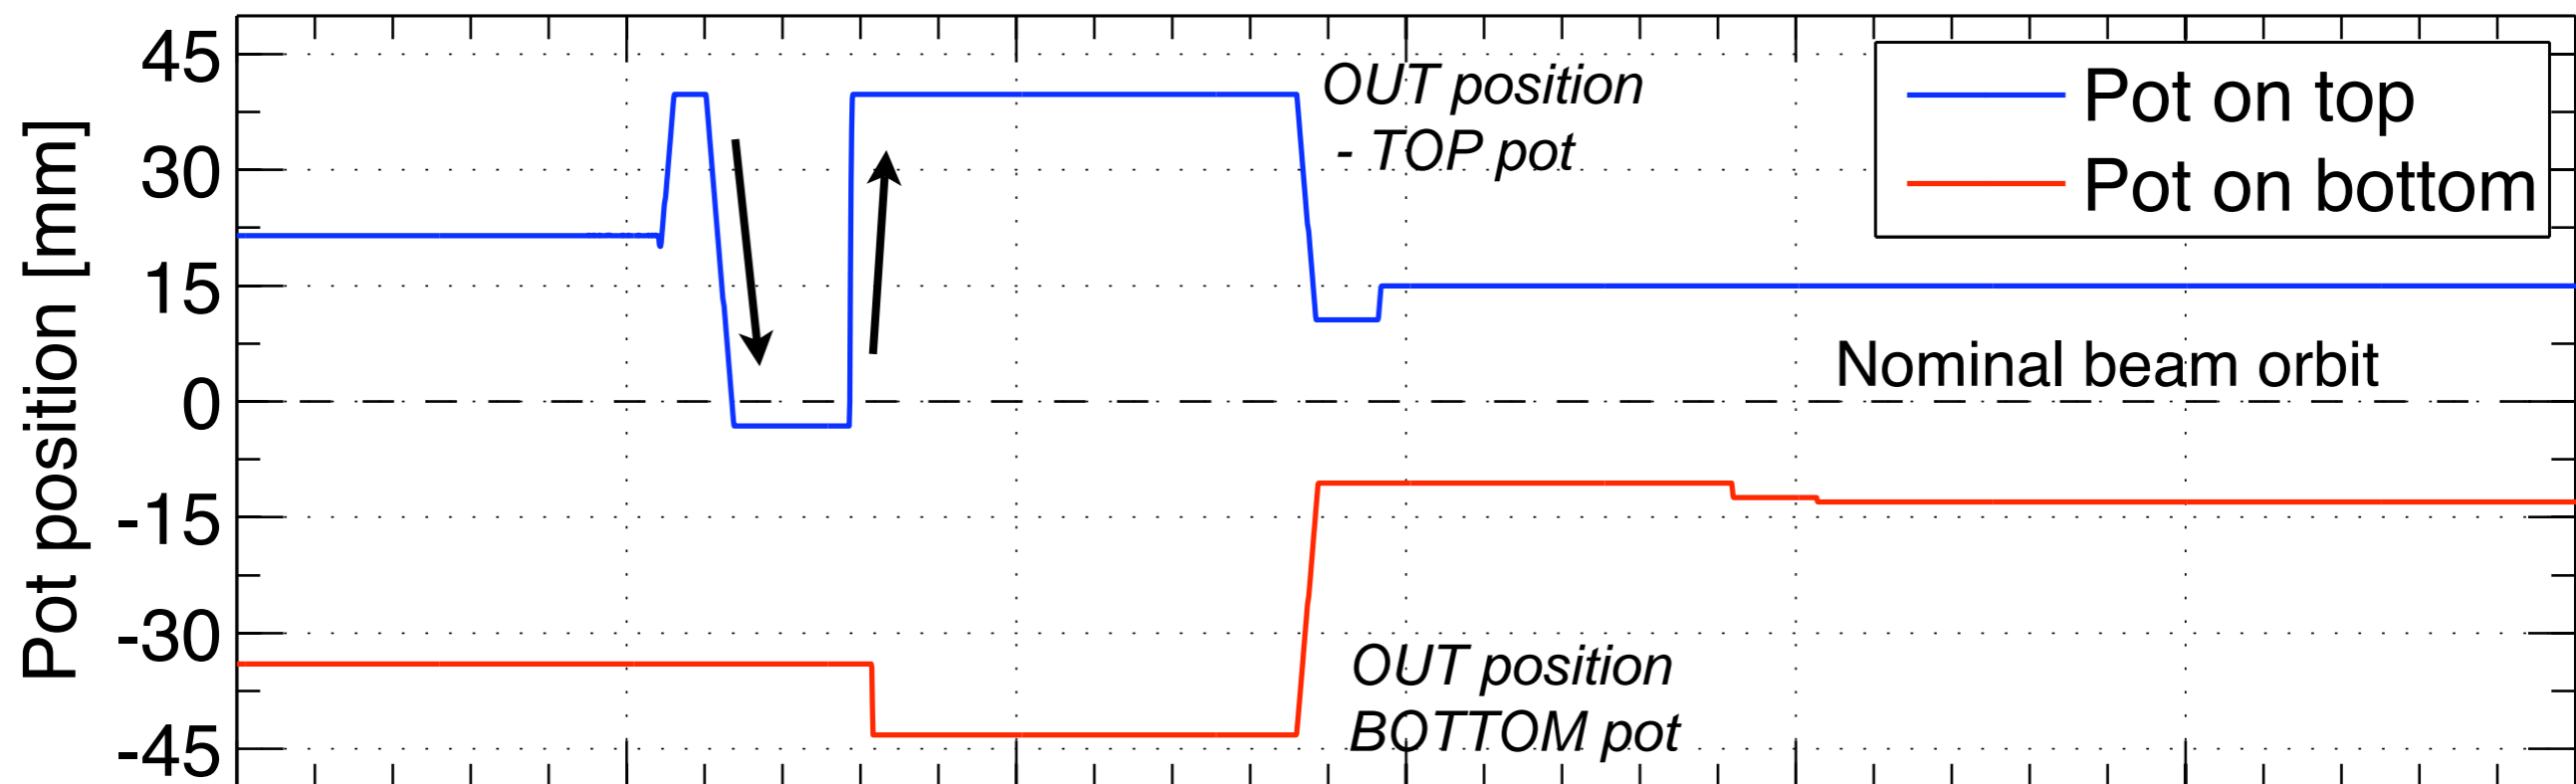 Pot position [mm]
45
30
15
0
-15
-30
-45
OUT position
- TOP pot
Pot on top
Pot on bottom
Nominal beam orbit
OUT position
BOTTOM pot